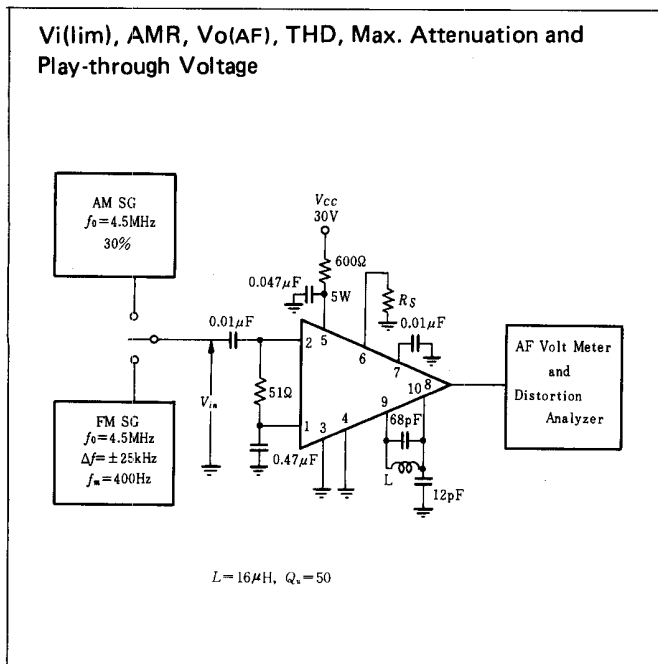 Vi(lim), AMR, Vo(AF), THD, Max. Attenuation and
Play-through Voltage
AM SG
f₀=4.5MHz
30%
VCC
30V
600Ω
0.047μF
5W
RS
0.01μF
0.01μF
2
5
6
7
10
8
9
51Ω
Vin
1
3
4
0.47μF
68pF
L
12pF
AF Volt Meter
and
Distortion
Analyzer
FM SG
f₀=4.5MHz
Δf=±25kHz
fm=400Hz
L=16μH, Qu=50